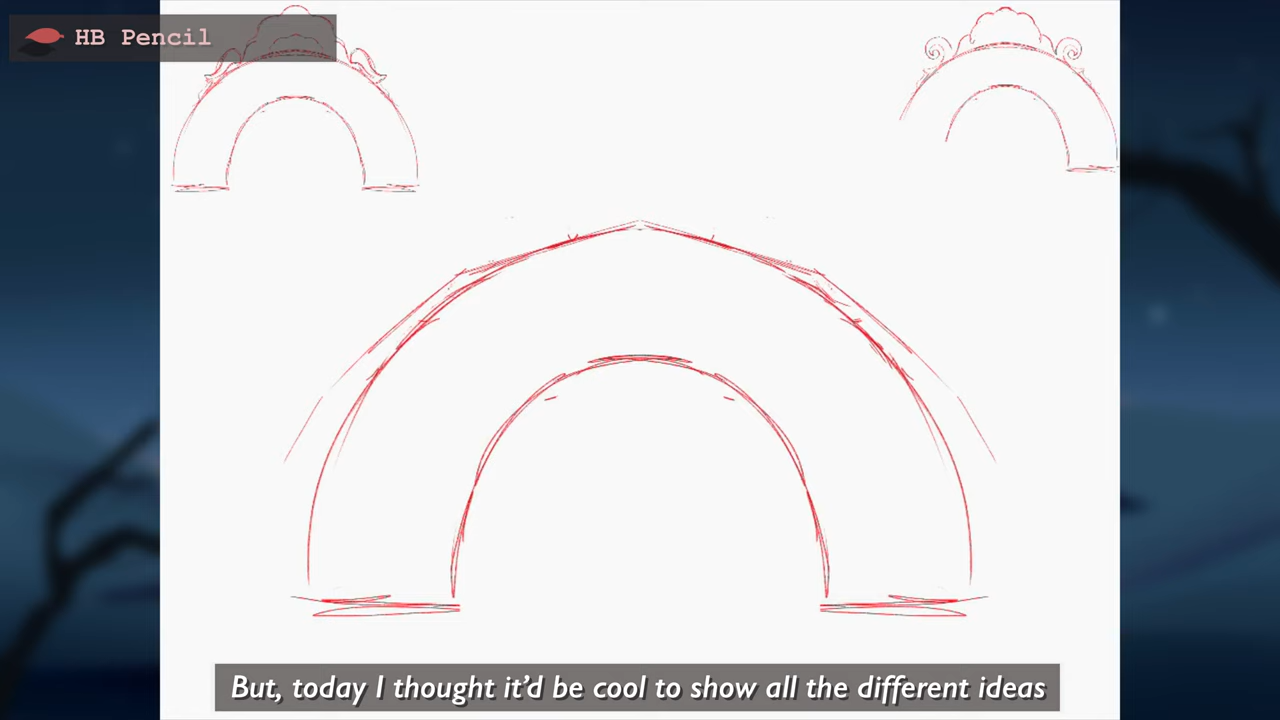 HB Pencil
But, today I thought it'd be cool to show all the different ideas